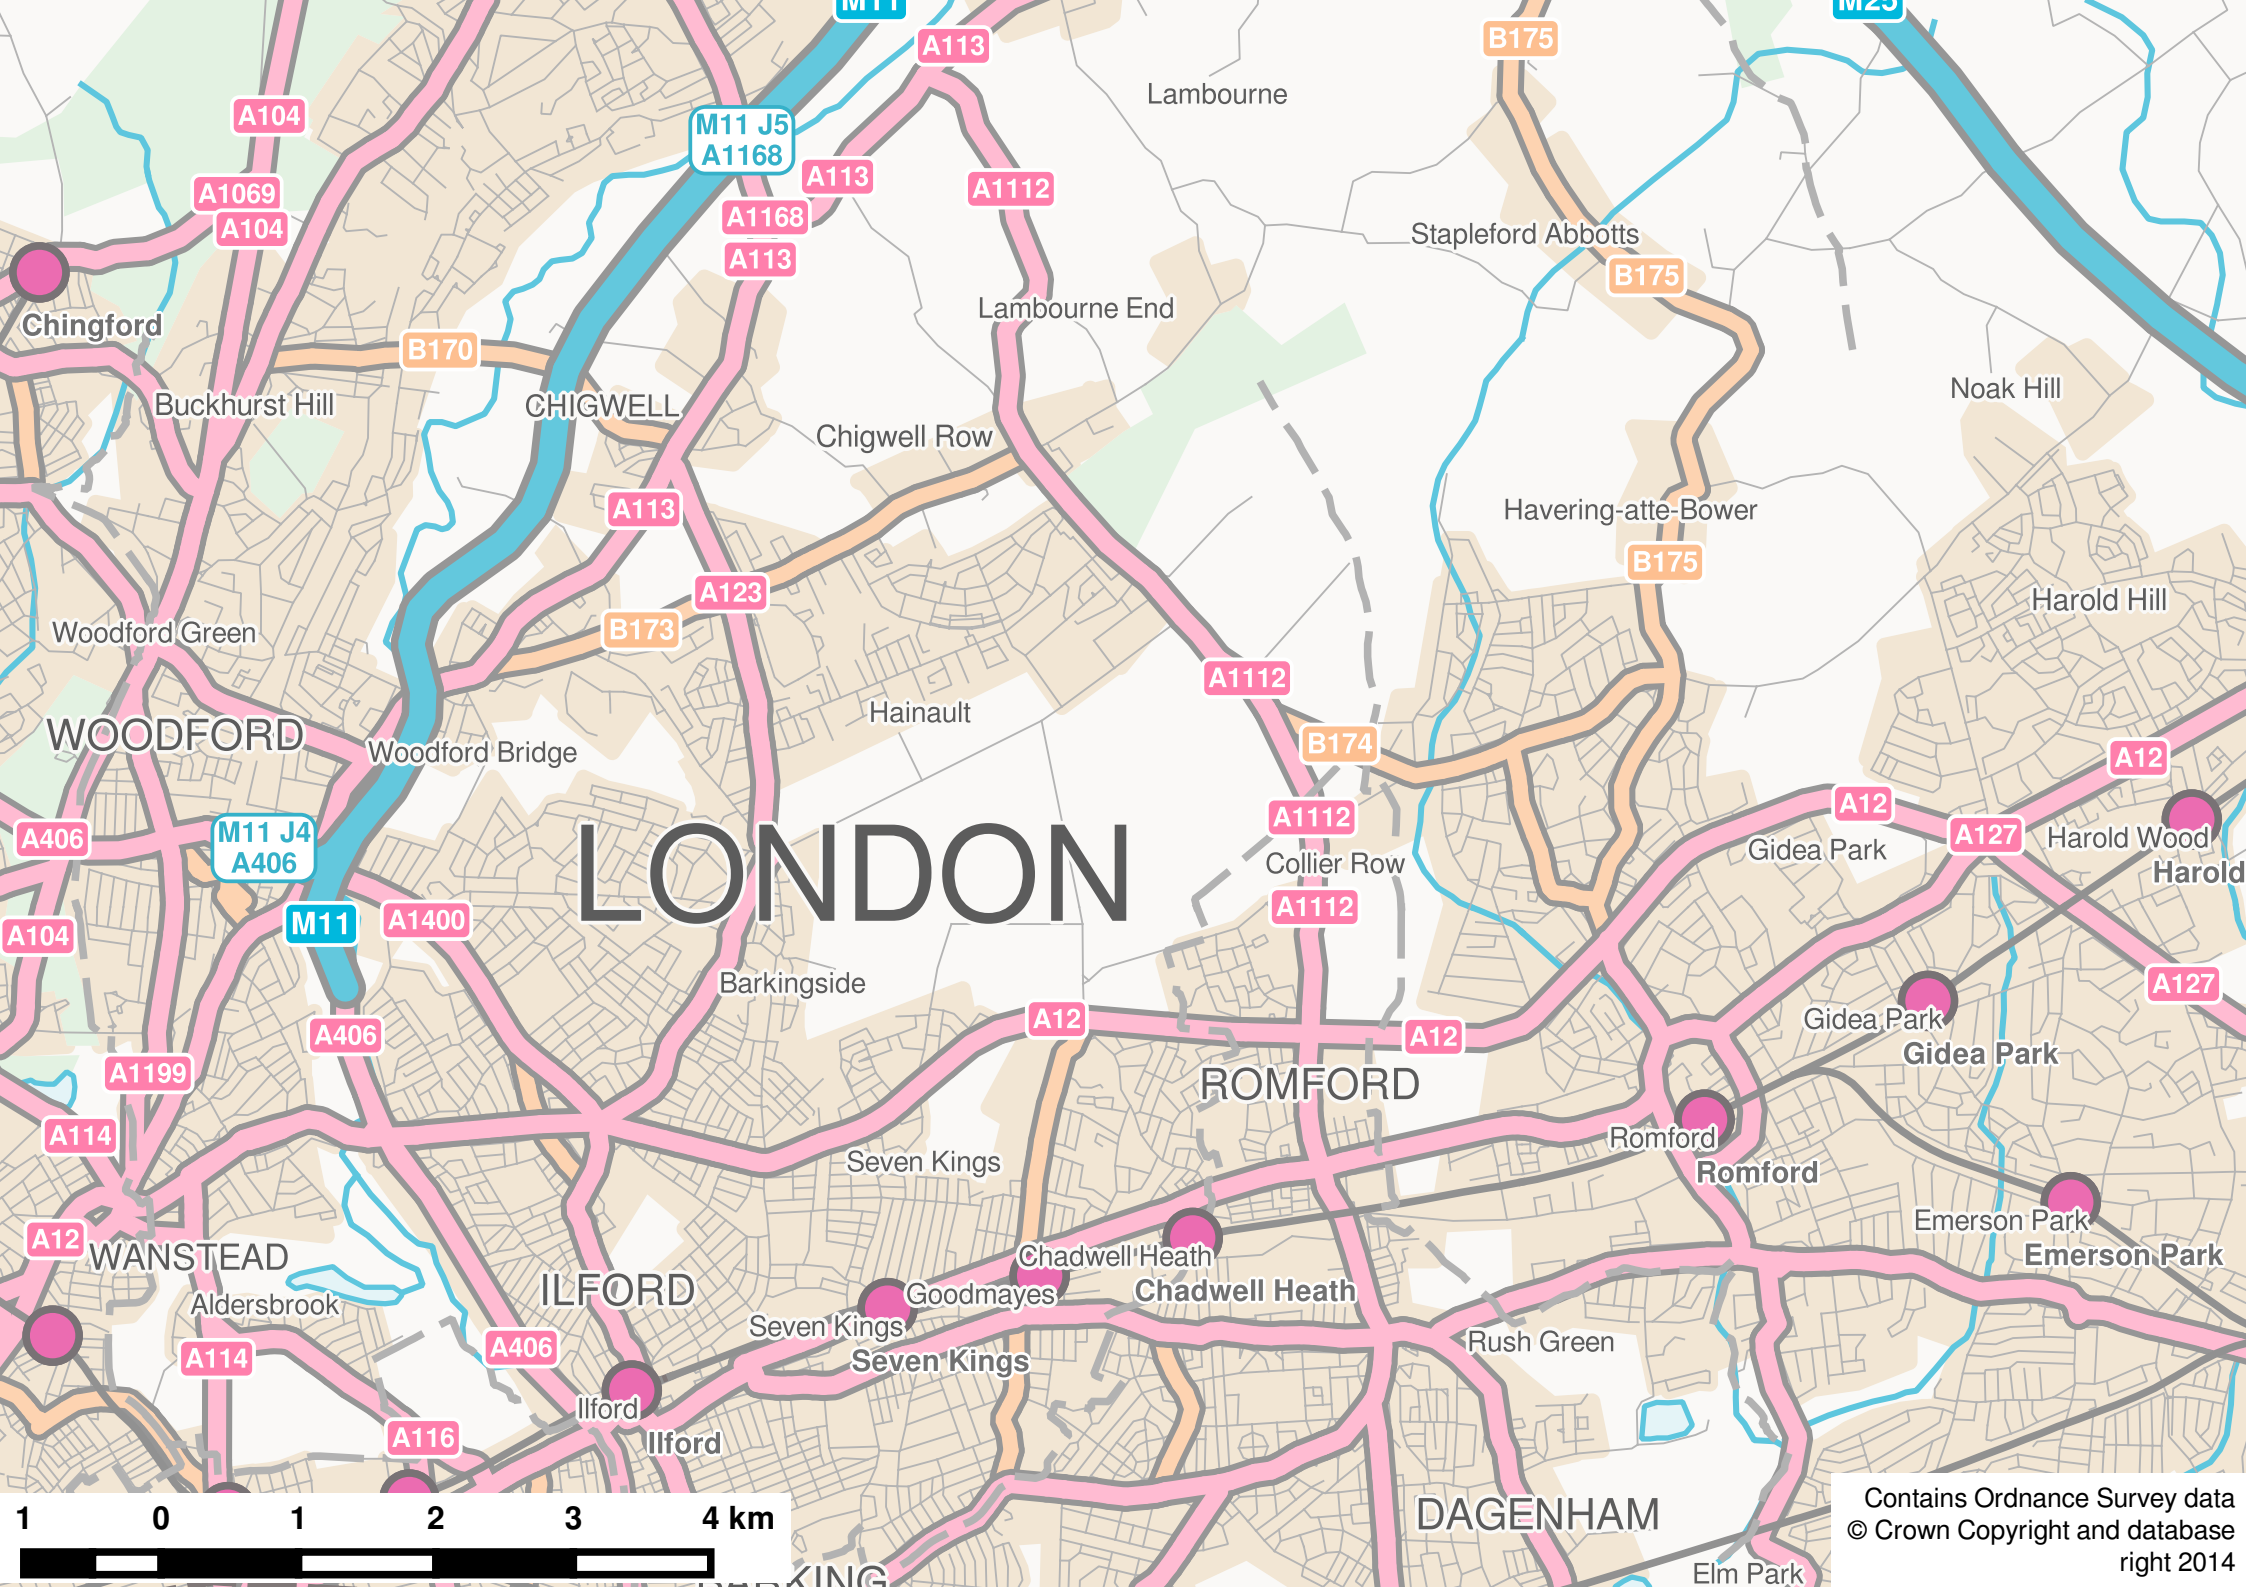 M11
M25
A113
B175
Lambourne
A104
M11 J5
A1168
A113
A1112
A1069
A104
A1168
Stapleford Abbotts
A113
B175
Lambourne End
Chingford
B170
Noak Hill
Buckhurst Hill
CHIGWELL
Chigwell Row
A113
Havering-atte-Bower
B175
A123
Harold Hill
B173
Woodford Green
A1112
Hainault
WOODFORD
Woodford Bridge
B174
A12
A12
A1112
A406
M11 J4
A406
A127
Harold Wood
Gidea Park
Collier Row
LONDON
Harold
A1112
M11
A1400
A104
Barkingside
A127
A12
Gidea Park
A406
A12
Gidea Park
A1199
ROMFORD
A114
Romford
Seven Kings
Romford
Emerson Park
A12
WANSTEAD
Chadwell Heath
Emerson Park
ILFORD
Goodmayes
Chadwell Heath
Aldersbrook
Seven Kings
Rush Green
A406
A114
Seven Kings
Ilford
A116
Ilford
DAGENHAM
Elm Park
BARKING
1 0 1 2 3 4 km
Contains Ordnance Survey data
© Crown Copyright and database
right 2014